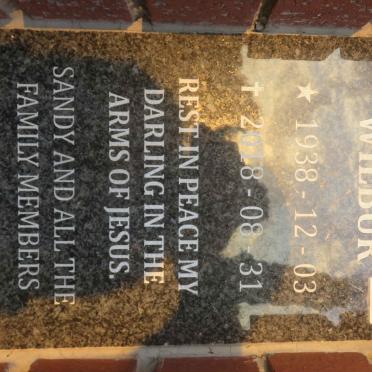 WILBUR
★ 1938-12-03
✝ 2018-08-31
REST IN PEACE MY
DARLING IN THE
ARMS OF JESUS
SANDY AND ALL THE
FAMILY MEMBERS